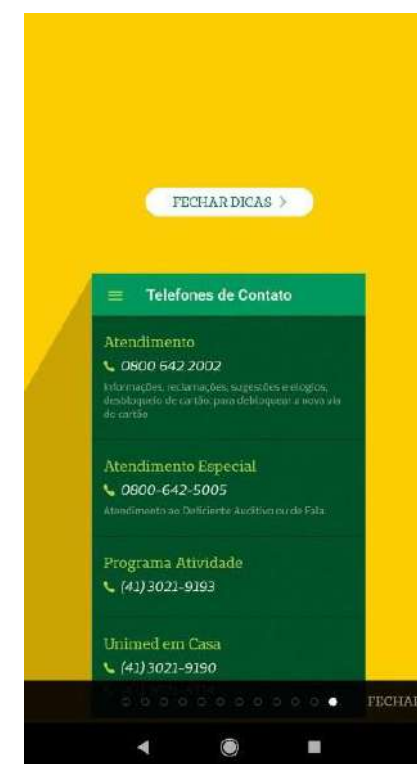 FECHAR DICAS
Telefones de Contato
Atendimento
0800 642 2002
Informações, reclamações, sugestões e elogios,
desbloqueio de cartão, para debloquear a nova via
do cartão
Atendimento Especial
0800-642-5005
Atendimento ao Deficiente Auditivo ou de Fala.
Programa Atividade
(41) 3021-9193
Unimed em Casa
(41) 3021-9190
FECHAR